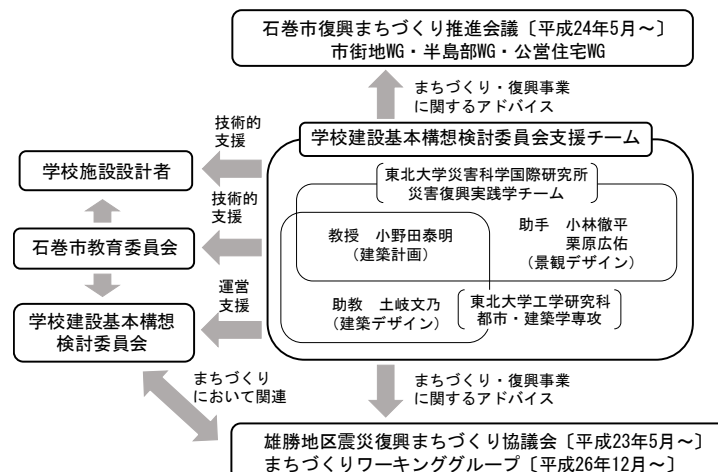 石巻市復興まちづくり推進会議〔平成24年5月～〕
市街地WG・半島部WG・公営住宅WG
まちづくり・復興事業
に関するアドバイス
学校建設基本構想検討委員会支援チーム
東北大学災害科学国際研究所
災害復興実践学チーム
教授　小野田泰明
（建築計画）
助手　小林徹平
栗原広佑
（景観デザイン）
助教　土岐文乃
（建築デザイン）
東北大学工学研究科
都市・建築学専攻
技術的
支援
学校施設設計者
技術的
支援
石巻市教育委員会
運営
支援
学校建設基本構想
検討委員会
まちづくり
において関連
まちづくり・復興事業
に関するアドバイス
雄勝地区震災復興まちづくり協議会〔平成23年5月～〕
まちづくりワーキンググループ〔平成26年12月～〕